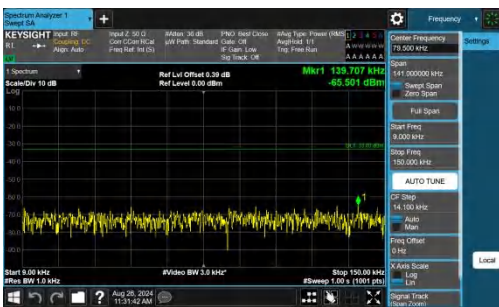 Spectrum Analyzer 1
Swept SA
+
Frequency
KEYSIGHT Input: RF
Coupling: DC
Align: Auto
Input Z: 50 Ω
Corr CCorr RCal
Freq Ref: Int (S)
#Atten: 30 dB
µW Path: Standard
PNO: Best Close
Gate: Off
IF Gain: Low
Sig Track: Off
#Avg Type: Power (RMS)
Avg|Hold: 1/1
Trig: Free Run
1 Spectrum
Scale/Div 10 dB
Log
Ref Lvl Offset 0.39 dB
Ref Level 0.00 dBm
Mkr1 139.707 kHz
-65.501 dBm
1
Start 9.00 kHz
#Res BW 1.0 kHz
#Video BW 3.0 kHz*
Stop 150.00 kHz
#Sweep 1.00 s (1001 pts)
Aug 28, 2024
11:31:42 AM
Center Frequency
79.500 kHz
Settings
Span
141.000000 kHz
Swept Span
Zero Span
Full Span
Start Freq
9.000 kHz
Stop Freq
150.000 kHz
AUTO TUNE
CF Step
14.100 kHz
Auto
Man
Freq Offset
0 Hz
X Axis Scale
Log
Lin
Local
Signal Track
(Span Zoom)